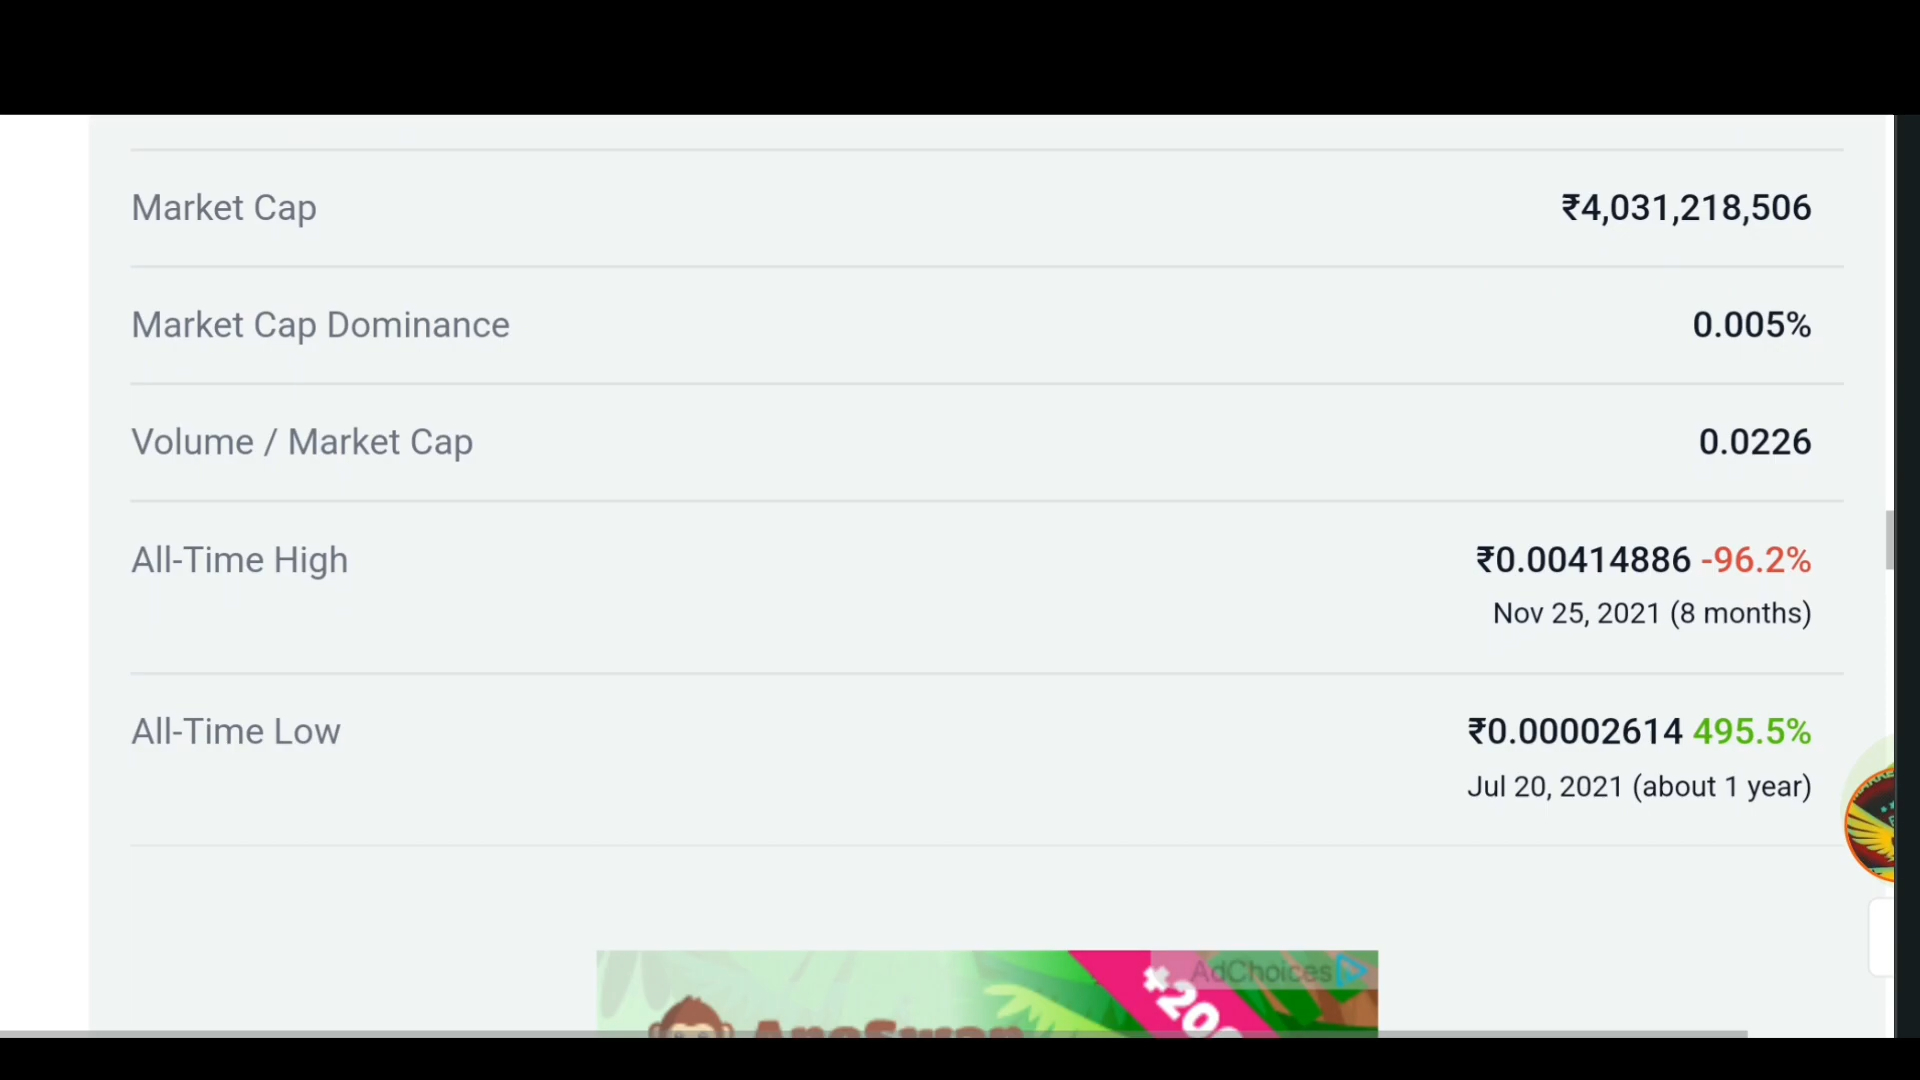 Market Cap ₹4,031,218,506
Market Cap Dominance 0.005%
Volume / Market Cap 0.0226
All-Time High ₹0.00414886 -96.2%
Nov 25, 2021 (8 months)
All-Time Low ₹0.00002614 495.5%
Jul 20, 2021 (about 1 year)
AdChoices
ApeSwap